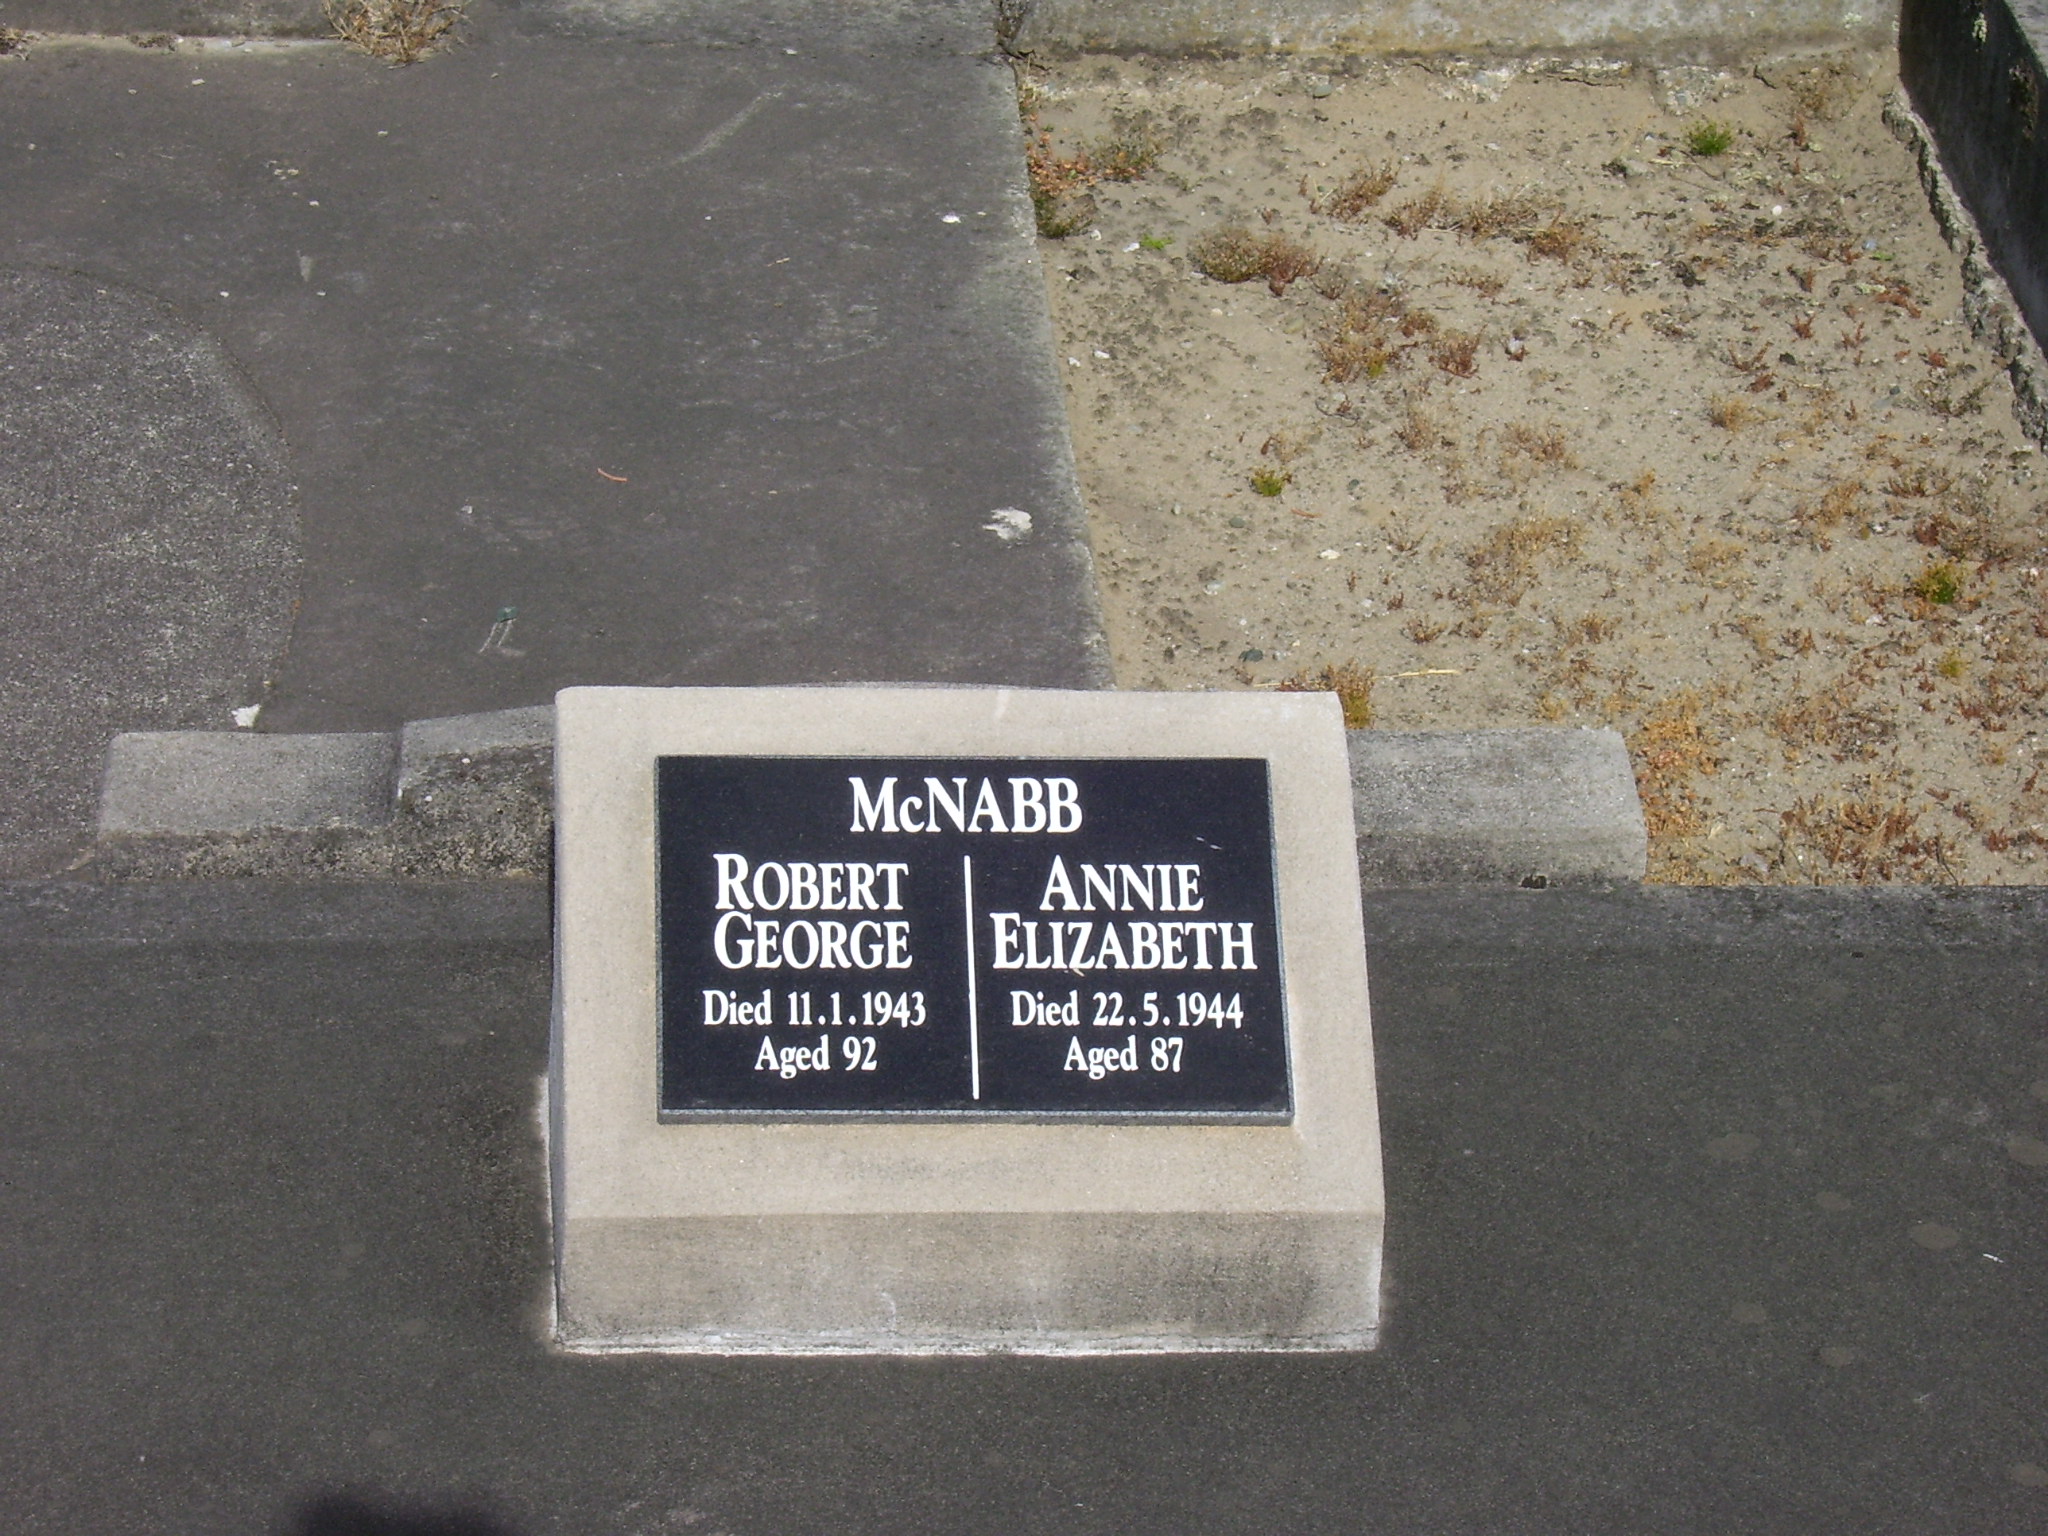 McNABB
ROBERT
GEORGE
Died 11.1.1943
Aged 92
ANNIE
ELIZABETH
Died 22.5.1944
Aged 87